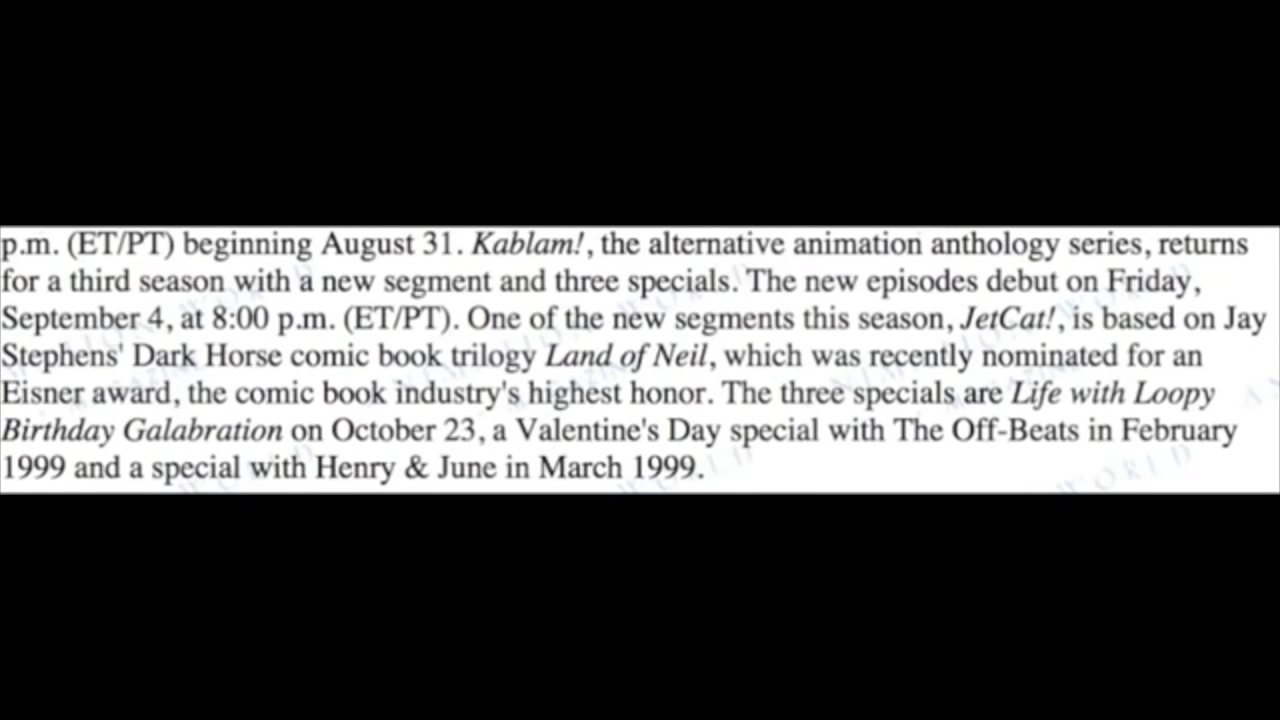 p.m. (ET/PT) beginning August 31. Kablam!, the alternative animation anthology series, returns
for a third season with a new segment and three specials. The new episodes debut on Friday,
September 4, at 8:00 p.m. (ET/PT). One of the new segments this season, JetCat!, is based on Jay
Stephens' Dark Horse comic book trilogy Land of Neil, which was recently nominated for an
Eisner award, the comic book industry's highest honor. The three specials are Life with Loopy
Birthday Galabration on October 23, a Valentine's Day special with The Off-Beats in February
1999 and a special with Henry & June in March 1999.